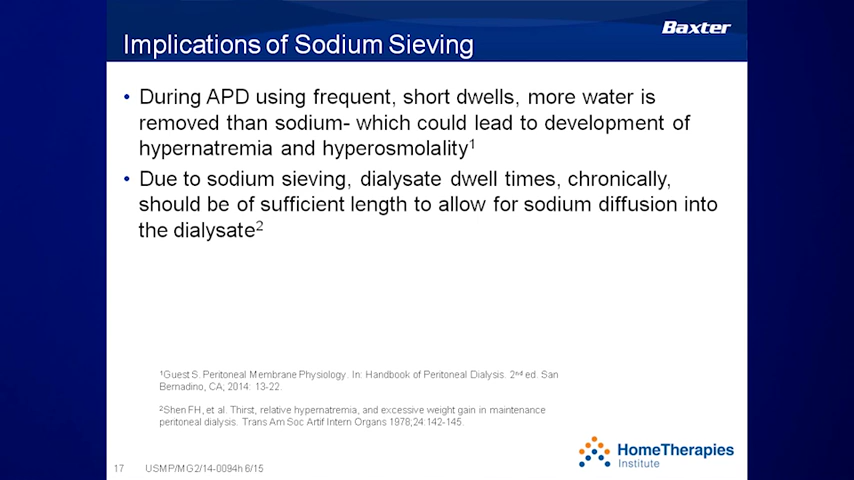 Baxter
Implications of Sodium Sieving
• During APD using frequent, short dwells, more water is
removed than sodium- which could lead to development of
hypernatremia and hyperosmolality1
• Due to sodium sieving, dialysate dwell times, chronically,
should be of sufficient length to allow for sodium diffusion into
the dialysate2
1Guest S. Peritoneal Membrane Physiology. In: Handbook of Peritoneal Dialysis. 2nd ed. San
Bernadino, CA; 2014: 13-22.
2Shen FH, et al. Thirst, relative hypernatremia, and excessive weight gain in maintenance
peritoneal dialysis. Trans Am Soc Artif Intern Organs 1978;24:142-145.
HomeTherapies
Institute
17 USMP/MG2/14-0094h 6/15